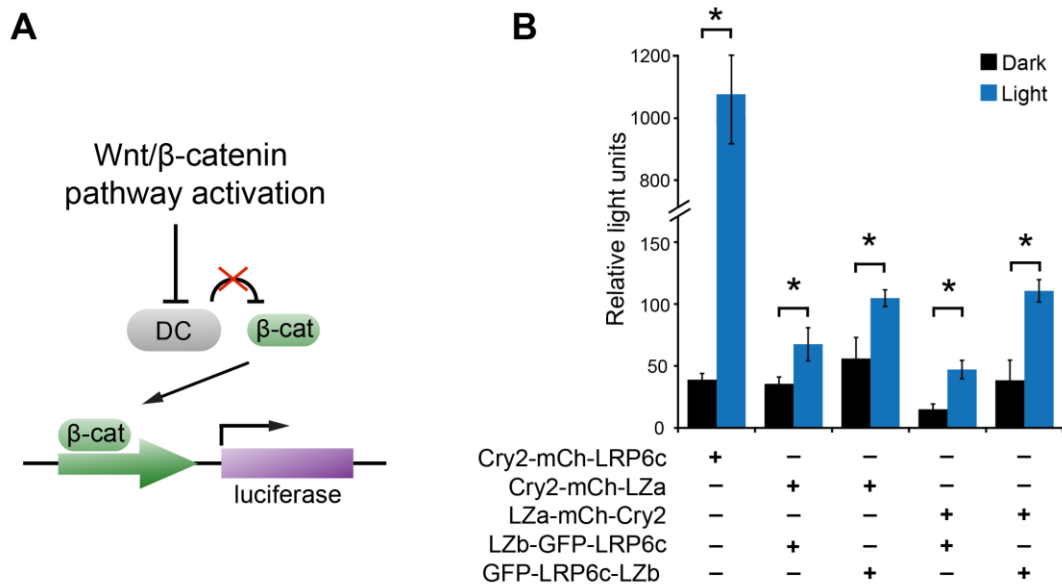 A
Wnt/β-catenin
pathway activation
DC
β-cat
β-cat
luciferase
B
*
1200
1000
800
150
100
50
0
Relative light units
Dark
Light
*
*
*
*
Cry2-mCh-LRP6c + – – – –
Cry2-mCh-LZa – + + – –
LZa-mCh-Cry2 – – – + +
LZb-GFP-LRP6c – + – + –
GFP-LRP6c-LZb – – + – +